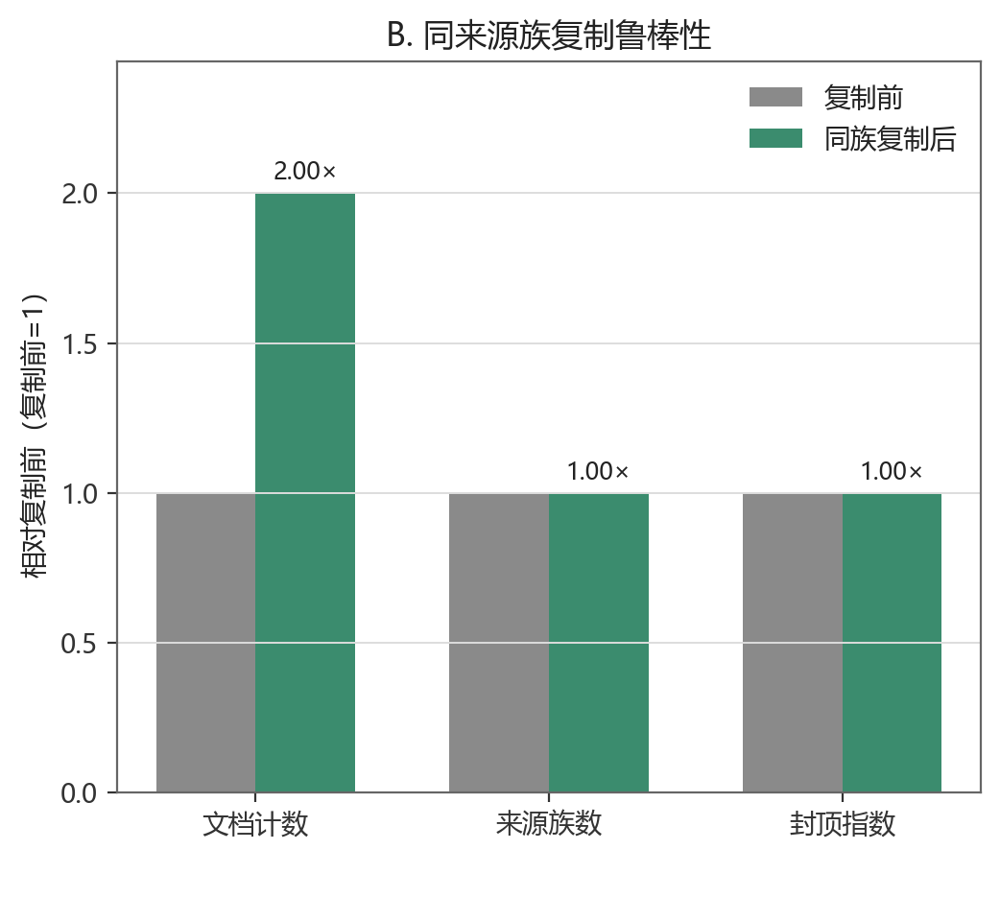 B. 同来源族复制鲁棒性
复制前
同族复制后
相对复制前（复制前=1）
2.0
1.5
1.0
0.5
0.0
2.00×
1.00×
1.00×
文档计数
来源族数
封顶指数